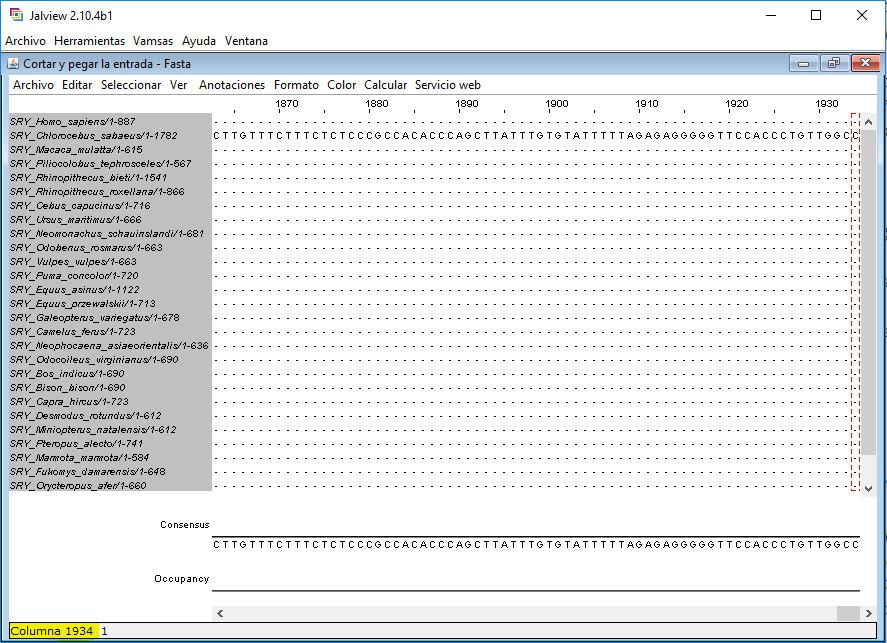 Jalview 2.10.4b1
Archivo Herramientas Vamsas Ayuda Ventana
Cortar y pegar la entrada - Fasta
Archivo Editar Seleccionar Ver Anotaciones Formato Color Calcular Servicio web
1870 1880 1890 1900 1910 1920 1930
SRY_Homo_sapiens/1-887
SRY_Chlorocebus_sabaeus/1-1782 CTTGTTTCTTTCTCTCCCGCCACACCCAGCTTATTTGTGTATTTTTAGAGAGGGGGTTCCACCCTGTTGGCC
SRY_Macaca_mulatta/1-615
SRY_Piliocolobus_tephrosceles/1-567
SRY_Rhinopithecus_bieti/1-1541
SRY_Rhinopithecus_roxellana/1-866
SRY_Cebus_capucinus/1-716
SRY_Ursus_maritimus/1-666
SRY_Neomonachus_schauinslandi/1-681
SRY_Odobenus_rosmarus/1-663
SRY_Vulpes_vulpes/1-663
SRY_Puma_concolor/1-720
SRY_Equus_asinus/1-1122
SRY_Equus_przewalskii/1-713
SRY_Galeopterus_variegatus/1-678
SRY_Camelus_ferus/1-723
SRY_Neophocaena_asiaeorientalis/1-636
SRY_Odocoileus_virginianus/1-690
SRY_Bos_indicus/1-690
SRY_Bison_bison/1-690
SRY_Capra_hircus/1-723
SRY_Desmodus_rotundus/1-612
SRY_Miniopterus_natalensis/1-612
SRY_Pteropus_alecto/1-741
SRY_Marmota_marmota/1-584
SRY_Fukomys_damarensis/1-648
SRY_Orycteropus_afer/1-660
Consensus
CTTGTTTCTTTCTCTCCCGCCACACCCAGCTTATTTGTGTATTTTTAGAGAGGGGGTTCCACCCTGTTGGCC
Occupancy
Columna 1934 1